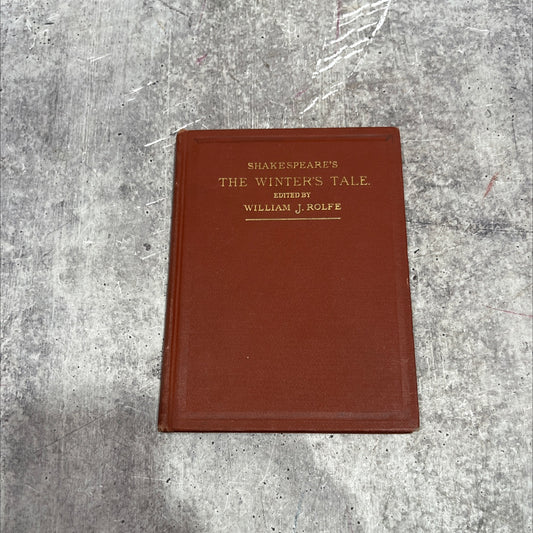 SHAKESPEARE'S
THE WINTER'S TALE.
EDITED BY
WILLIAM J. ROLFE